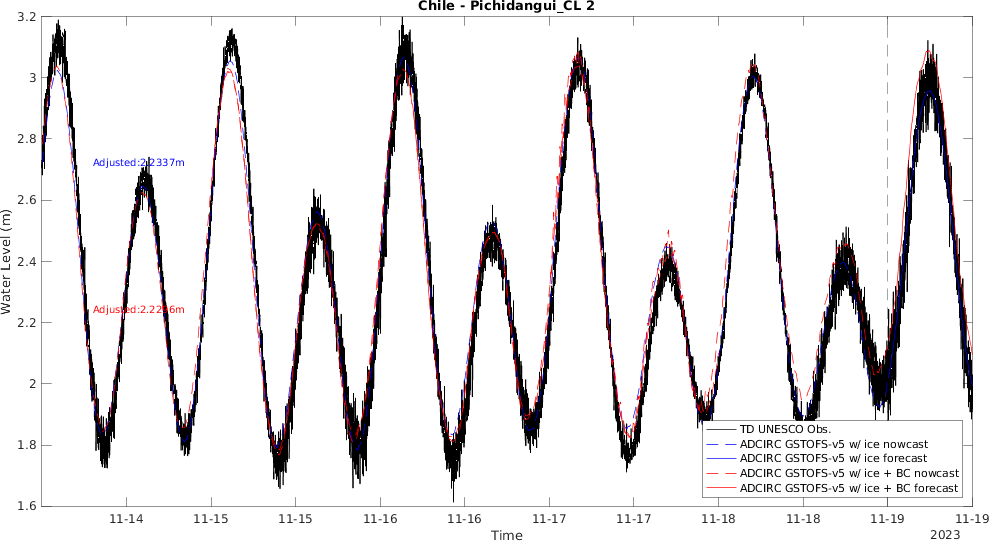 Chile - Pichidangui_CL 2
3.2
3
2.8
2.6
2.4
2.2
2
1.8
1.6
Water Level (m)
Adjusted:2.2337m
TD UNESCO Obs.
ADCIRC GSTOFS-v5 w/ ice nowcast
ADCIRC GSTOFS-v5 w/ ice forecast
ADCIRC GSTOFS-v5 w/ ice + BC nowcast
ADCIRC GSTOFS-v5 w/ ice + BC forecast
11-14
11-15
11-15
11-16
11-16
11-17
11-17
11-18
11-18
11-19
11-19
Time
2023